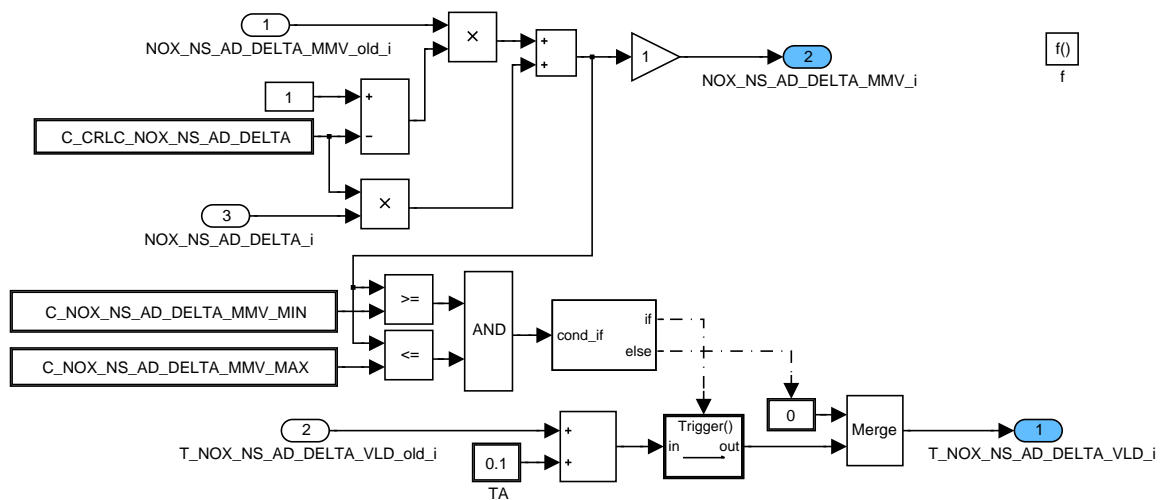 1
NOX_NS_AD_DELTA_MMV_old_i
×
+
+
1
2
NOX_NS_AD_DELTA_MMV_i
f()
f
1
+
−
C_CRLC_NOX_NS_AD_DELTA
×
3
NOX_NS_AD_DELTA_i
C_NOX_NS_AD_DELTA_MMV_MIN
>=
C_NOX_NS_AD_DELTA_MMV_MAX
<=
AND
cond_if
if
else
2
T_NOX_NS_AD_DELTA_VLD_old_i
0.1
TA
+
+
Trigger()
in
out
0
Merge
1
T_NOX_NS_AD_DELTA_VLD_i